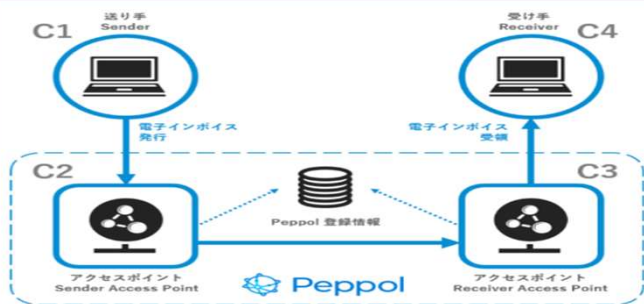 送り手
Sender
C1
受け手
Receiver
C4
電子インボイス
発行
電子インボイス
受領
C2
C3
Peppol 登録情報
アクセスポイント
Sender Access Point
アクセスポイント
Receiver Access Point
Peppol